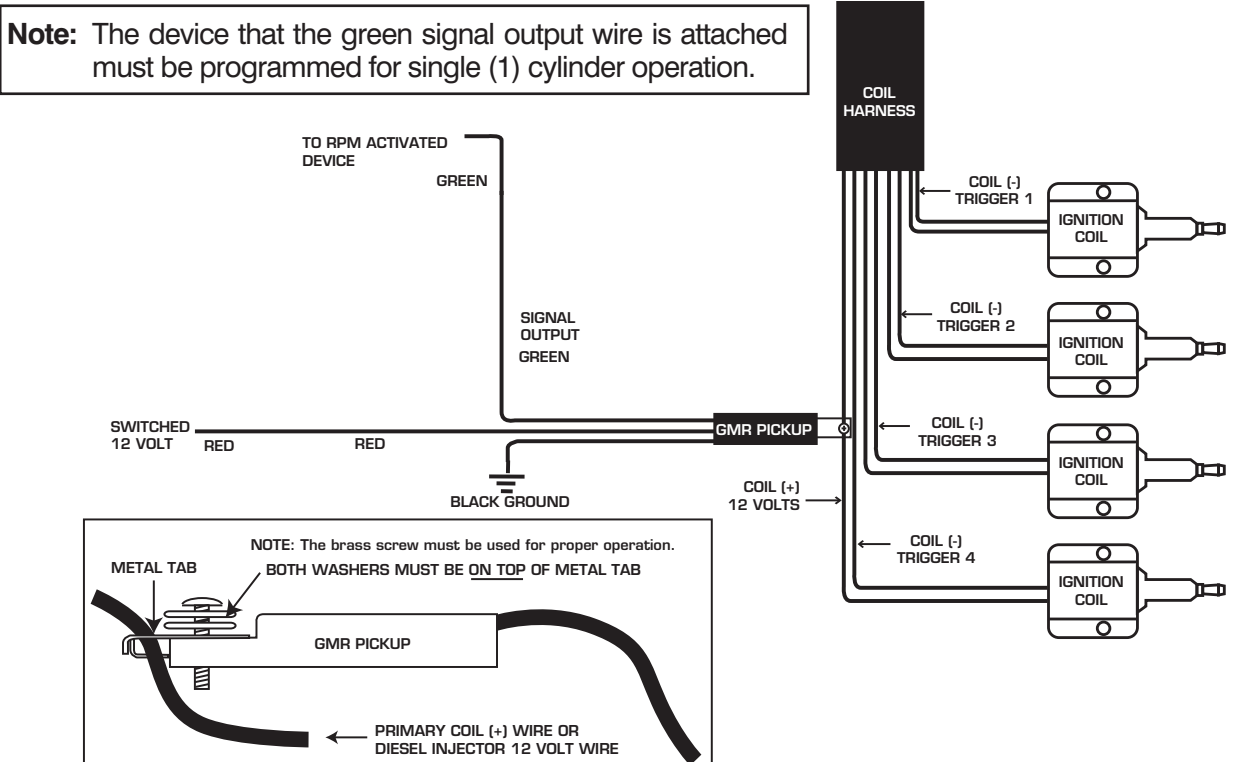 Note: The device that the green signal output wire is attached
must be programmed for single (1) cylinder operation.
COIL
HARNESS
TO RPM ACTIVATED
DEVICE
GREEN
COIL (-)
TRIGGER 1
IGNITION
COIL
SIGNAL
OUTPUT
GREEN
COIL (-)
TRIGGER 2
IGNITION
COIL
SWITCHED
12 VOLT
RED
RED
GMR PICKUP
COIL (-)
TRIGGER 3
IGNITION
COIL
BLACK GROUND
COIL (+)
12 VOLTS
COIL (-)
TRIGGER 4
IGNITION
COIL
NOTE: The brass screw must be used for proper operation.
METAL TAB
BOTH WASHERS MUST BE ON TOP OF METAL TAB
GMR PICKUP
PRIMARY COIL (+) WIRE OR
DIESEL INJECTOR 12 VOLT WIRE